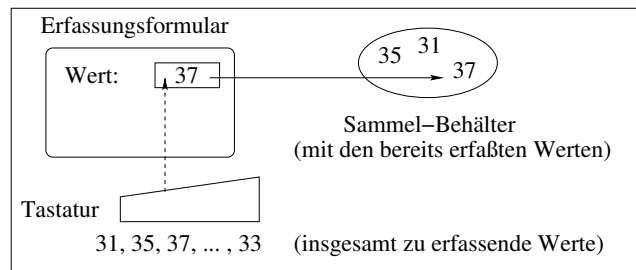 Erfassungsformular
Wert: 37
35 31 37
Sammel–Behälter
(mit den bereits erfaßten Werten)
Tastatur
31, 35, 37, ... , 33 (insgesamt zu erfassende Werte)